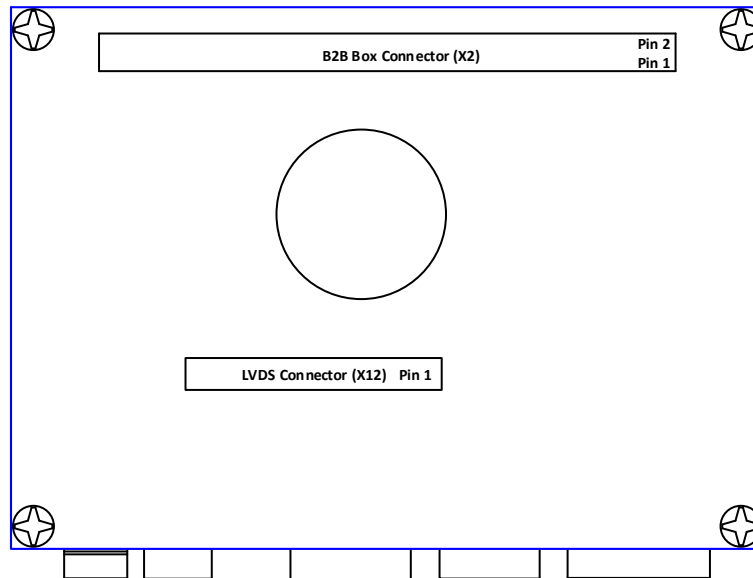 B2B Box Connector (X2)
Pin 2
Pin 1
LVDS Connector (X12) Pin 1